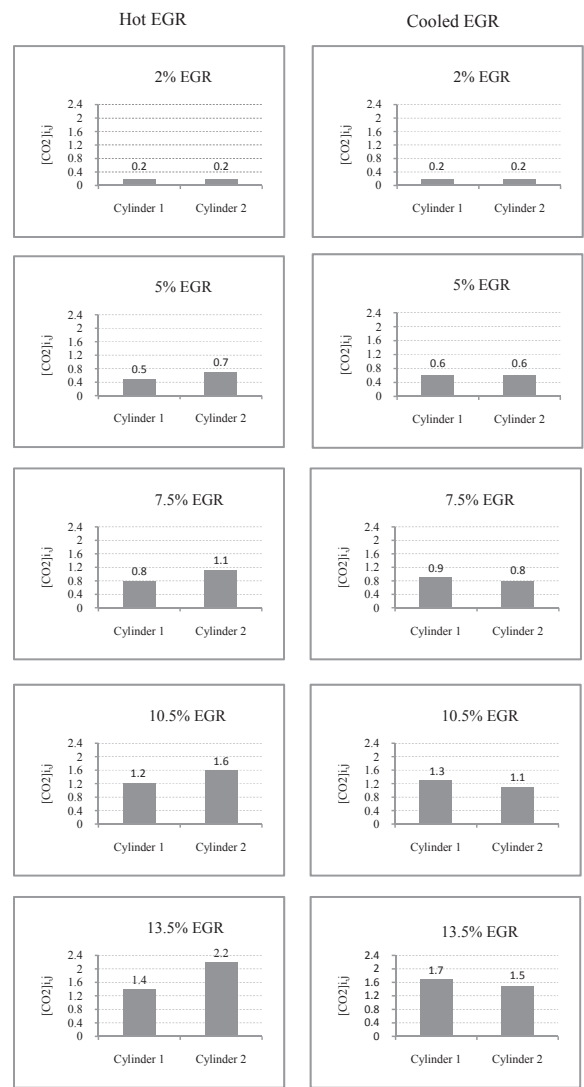 Hot EGR
Cooled EGR
2% EGR
[CO2]i,j
2.4
2
1.6
1.2
0.8
0.4
0
0.2
0.2
Cylinder 1
Cylinder 2
2% EGR
[CO2]i,j
2.4
2
1.6
1.2
0.8
0.4
0
0.2
0.2
Cylinder 1
Cylinder 2
5% EGR
[CO2]i,j
2.4
2
1.6
1.2
0.8
0.4
0
0.5
0.7
Cylinder 1
Cylinder 2
5% EGR
[CO2]i,j
2.4
2
1.6
1.2
0.8
0.4
0
0.6
0.6
Cylinder 1
Cylinder 2
7.5% EGR
[CO2]i,j
2.4
2
1.6
1.2
0.8
0.4
0
0.8
1.1
Cylinder 1
Cylinder 2
7.5% EGR
[CO2]i,j
2.4
2
1.6
1.2
0.8
0.4
0
0.9
0.8
Cylinder 1
Cylinder 2
10.5% EGR
[CO2]i,j
2.4
2
1.6
1.2
0.8
0.4
0
1.2
1.6
Cylinder 1
Cylinder 2
10.5% EGR
[CO2]i,j
2.4
2
1.6
1.2
0.8
0.4
0
1.3
1.1
Cylinder 1
Cylinder 2
13.5% EGR
[CO2]i,j
2.4
2
1.6
1.2
0.8
0.4
0
1.4
2.2
Cylinder 1
Cylinder 2
13.5% EGR
[CO2]i,j
2.4
2
1.6
1.2
0.8
0.4
0
1.7
1.5
Cylinder 1
Cylinder 2